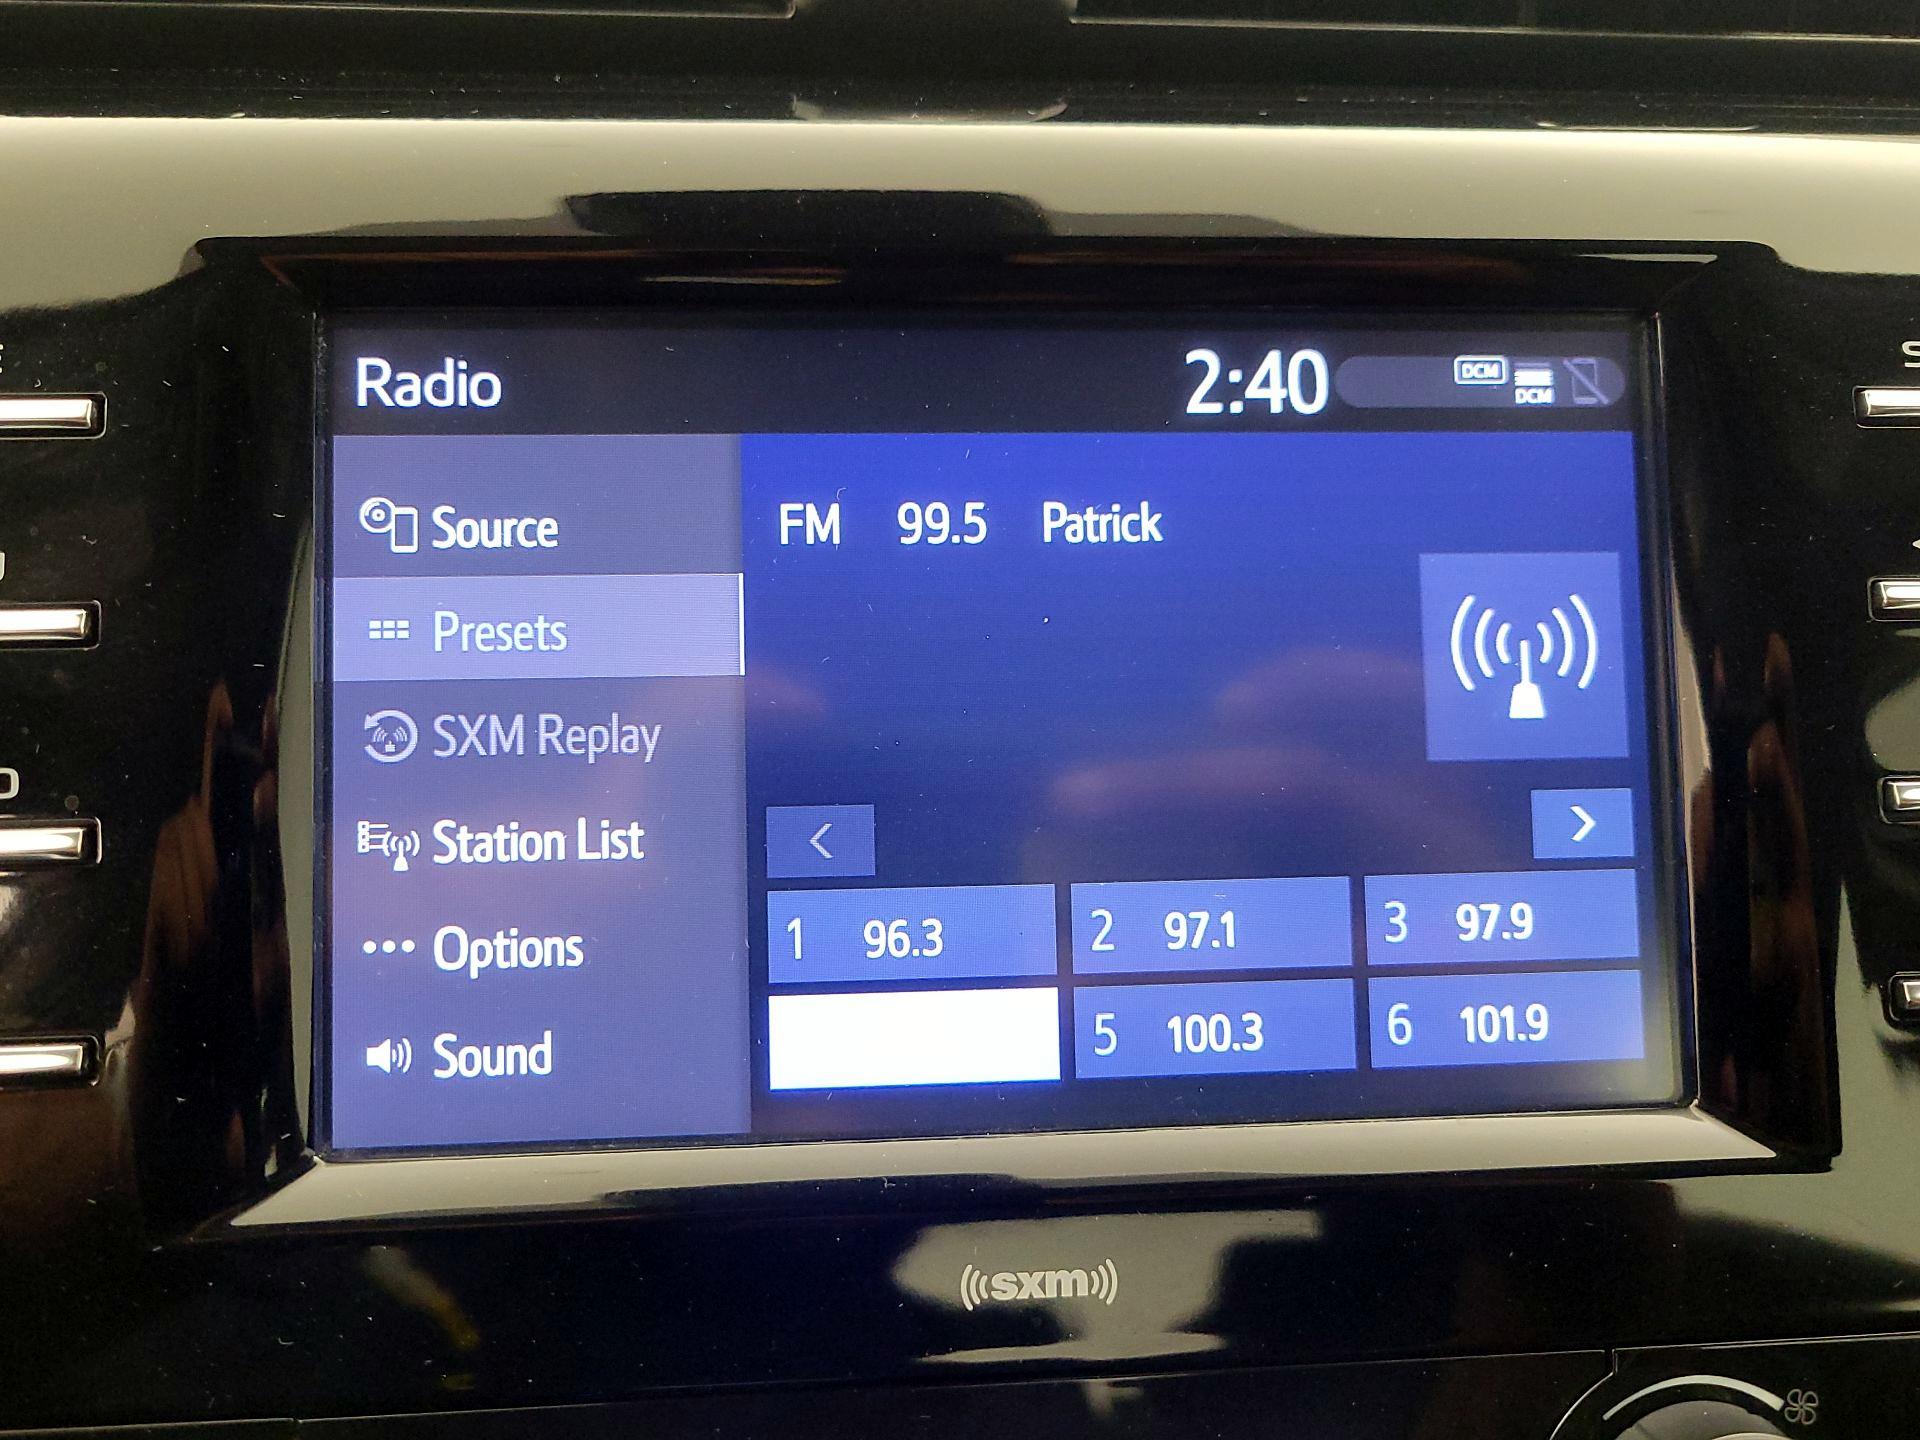 Radio
2:40
DCM
DCM
Source
FM 99.5 Patrick
Presets
SXM Replay
Station List
Options
Sound
1 96.3
2 97.1
3 97.9
5 100.3
6 101.9
sxm